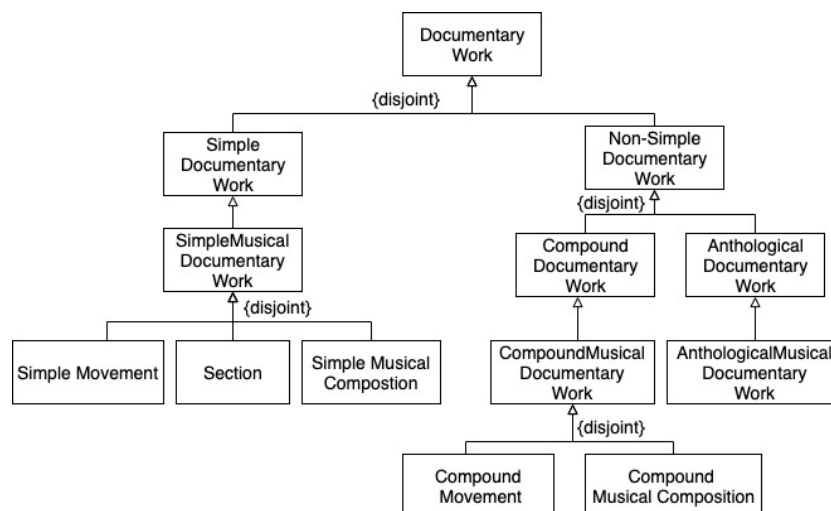 Documentary
Work
{disjoint}
Simple
Documentary
Work
Non-Simple
Documentary
Work
{disjoint}
SimpleMusical
Documentary
Work
Compound
Documentary
Work
Anthological
Documentary
Work
{disjoint}
Simple Movement
Section
Simple Musical
Compostion
CompoundMusical
Documentary
Work
AnthologicalMusical
Documentary
Work
{disjoint}
Compound
Movement
Compound
Musical Composition